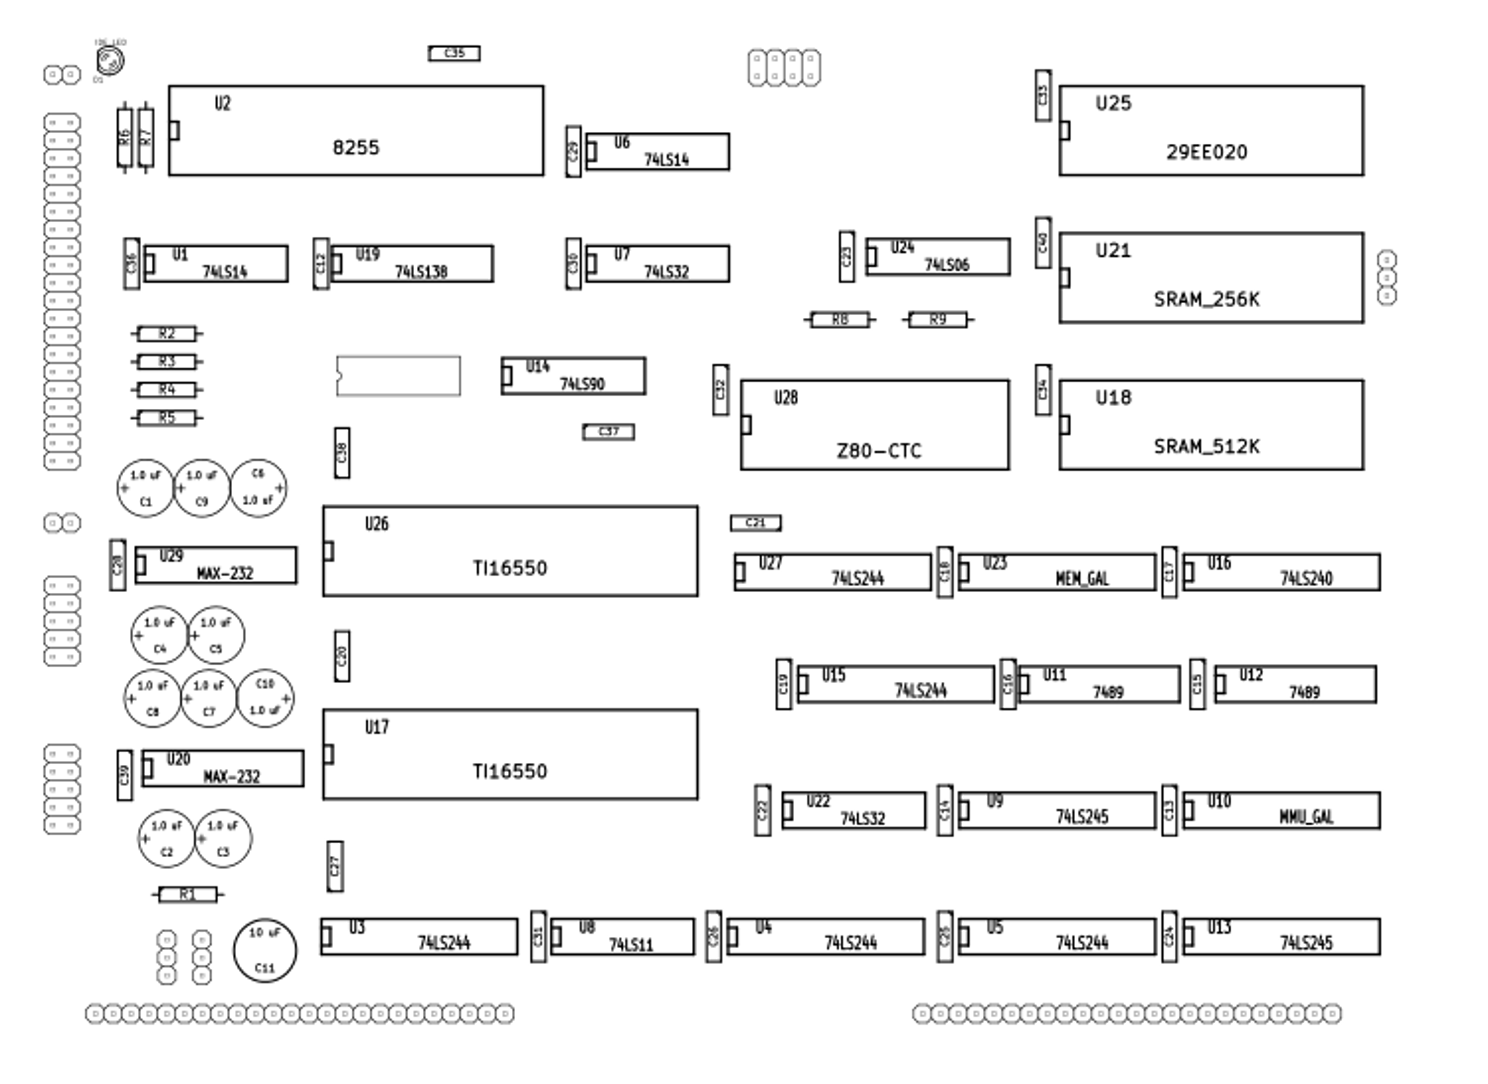 IDE_LED
D1
C35
U2
8255
R6
R7
C29
U6
74LS14
C33
U25
29EE020
C36
U1
74LS14
C12
U19
74LS138
C30
U7
74LS32
C23
U24
74LS06
C40
U21
SRAM_256K
R8
R9
R2
R3
R4
R5
U14
74LS90
C37
C38
C32
U28
Z80-CTC
C34
U18
SRAM_512K
1.0 uF
C1
1.0 uF
C9
C6
1.0 uF
U26
TI16550
C21
C28
U29
MAX-232
U27
74LS244
C18
U23
MEM_GAL
C17
U16
74LS240
1.0 uF
C4
1.0 uF
C5
C20
1.0 uF
C8
1.0 uF
C7
C10
1.0 uF
C19
U15
74LS244
C16
U11
7489
C15
U12
7489
U17
TI16550
C39
U20
MAX-232
C22
U22
74LS32
C14
U9
74LS245
C13
U10
MMU_GAL
1.0 uF
C2
1.0 uF
C3
C27
R1
10 uF
C11
U3
74LS244
C31
U8
74LS11
C26
U4
74LS244
C25
U5
74LS244
C24
U13
74LS245